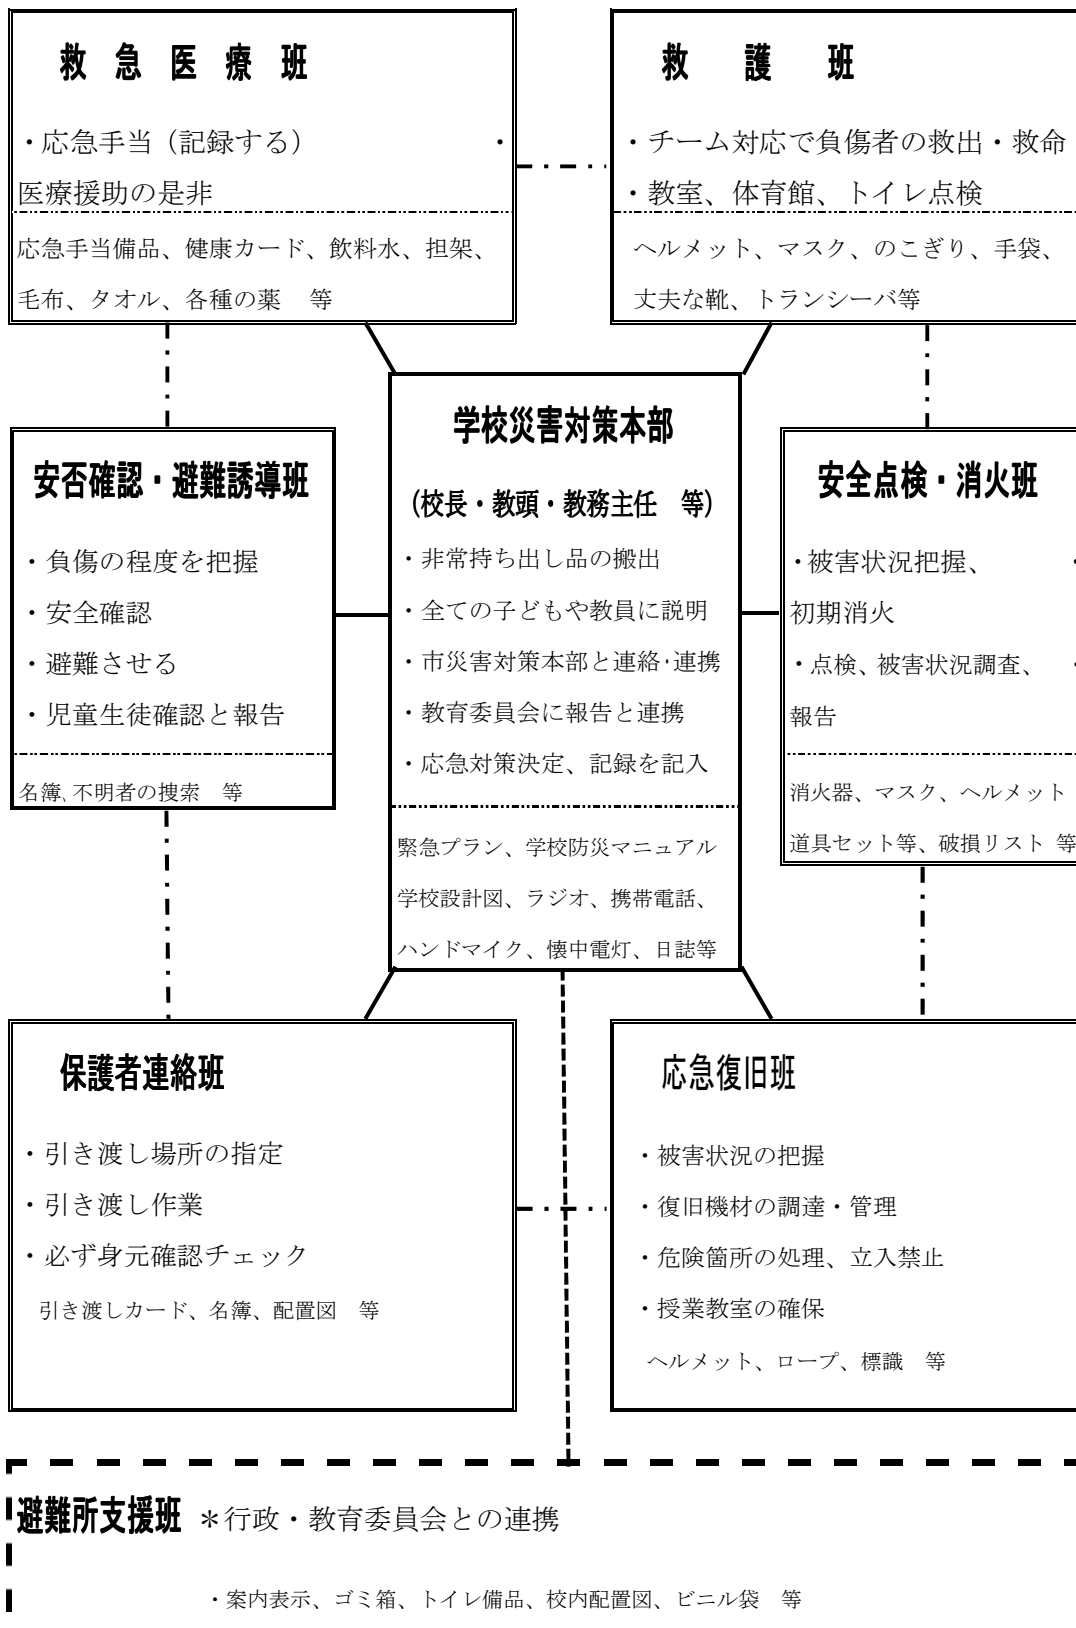 救　急　医　療　班
・応急手当（記録する）　　　　　　　・
医療援助の是非
応急手当備品、健康カード、飲料水、担架、
毛布、タオル、各種の薬　等
救　　護　　班
・チーム対応で負傷者の救出・救命
・教室、体育館、トイレ点検
ヘルメット、マスク、のこぎり、手袋、
丈夫な靴、トランシーバ等
安否確認・避難誘導班
・負傷の程度を把握
・安全確認
・避難させる
・児童生徒確認と報告
名簿、不明者の捜索　等
学校災害対策本部
（校長・教頭・教務主任　等）
・非常持ち出し品の搬出
・全ての子どもや教員に説明
・市災害対策本部と連絡･連携
・教育委員会に報告と連携
・応急対策決定、記録を記入
緊急プラン、学校防災マニュアル
学校設計図、ラジオ、携帯電話、
ハンドマイク、懐中電灯、日誌等
安全点検・消火班
・被害状況把握、　　　・
初期消火
・点検、被害状況調査、　・
報告
消火器、マスク、ヘルメット
道具セット等、破損リスト 等
保護者連絡班
・引き渡し場所の指定
・引き渡し作業
・必ず身元確認チェック
引き渡しカード、名簿、配置図　等
応急復旧班
・被害状況の把握
・復旧機材の調達・管理
・危険箇所の処理、立入禁止
・授業教室の確保
ヘルメット、ロープ、標識　等
避難所支援班 ＊行政・教育委員会との連携
・案内表示、ゴミ箱、トイレ備品、校内配置図、ビニル袋　等